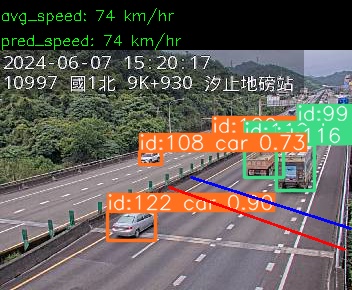 avg_speed: 74 km/hr
pred_speed: 74 km/hr
2024-06-07 15:20:17
10997 國1北 9K+930 汐止地磅站
id:99
116
id:108 car 0.73
id:122 car 0.90